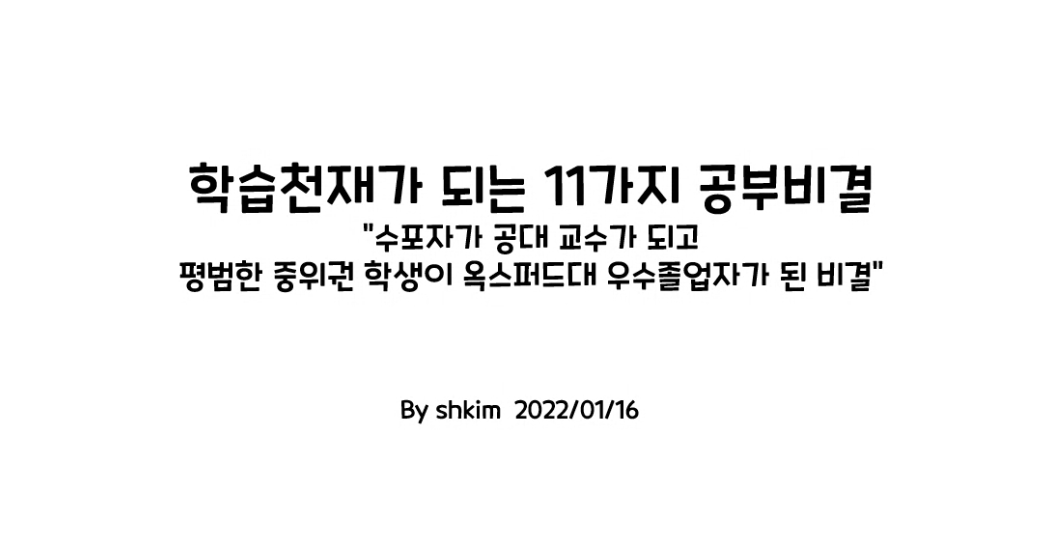 학습천재가 되는 11가지 공부비결
"수포자가 공대 교수가 되고
평범한 중위권 학생이 옥스퍼드대 우수졸업자가 된 비결"
By shkim 2022/01/16